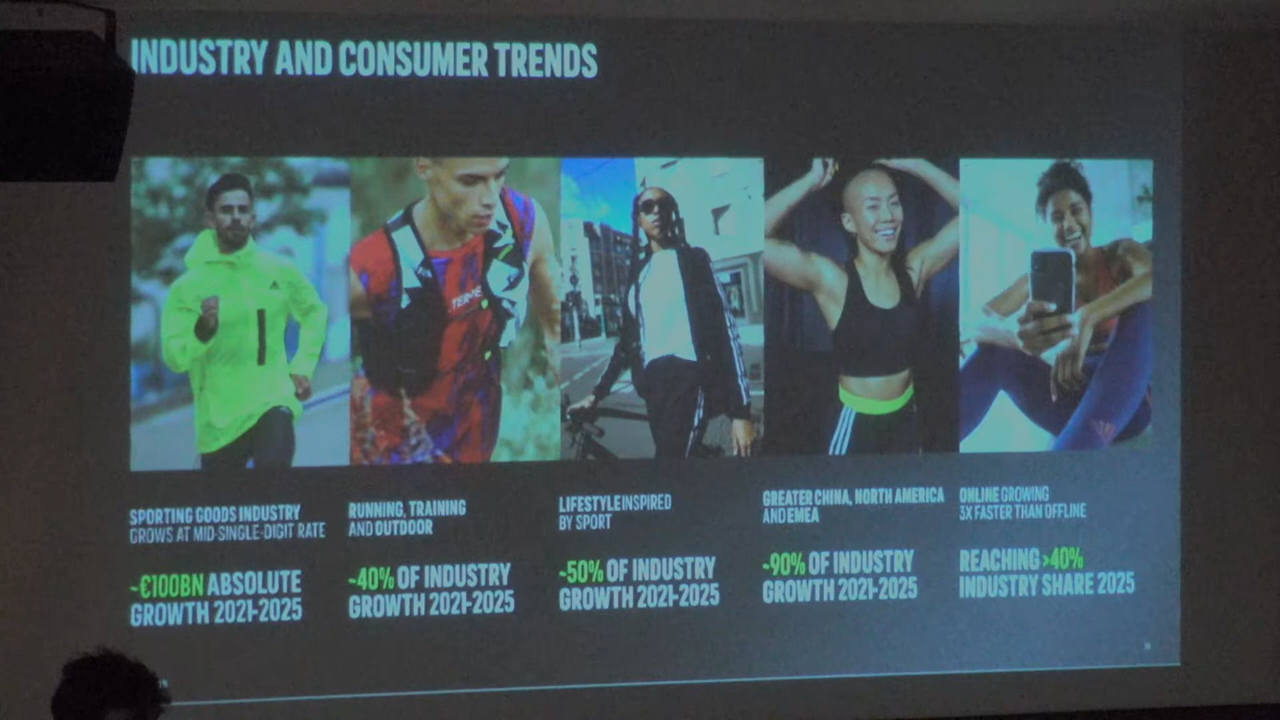 INDUSTRY AND CONSUMER TRENDS
SPORTING GOODS INDUSTRY
GROWS AT MID-SINGLE-DIGIT RATE
~€100BN ABSOLUTE
GROWTH 2021-2025
RUNNING, TRAINING
AND OUTDOOR
~40% OF INDUSTRY
GROWTH 2021-2025
LIFESTYLE INSPIRED
BY SPORT
~50% OF INDUSTRY
GROWTH 2021-2025
GREATER CHINA, NORTH AMERICA
AND EMEA
~90% OF INDUSTRY
GROWTH 2021-2025
ONLINE GROWING
3X FASTER THAN OFFLINE
REACHING >40%
INDUSTRY SHARE 2025